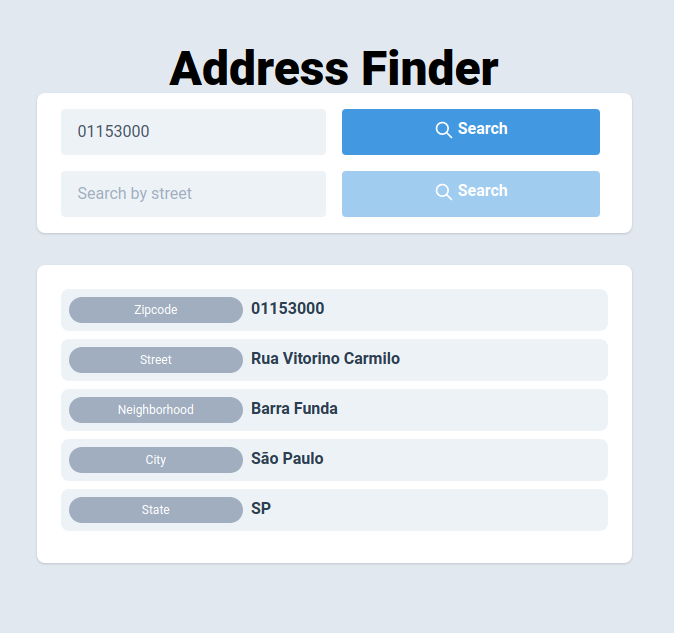 Address Finder
01153000 Search
Search by street Search
Zipcode 01153000
Street Rua Vitorino Carmilo
Neighborhood Barra Funda
City São Paulo
State SP